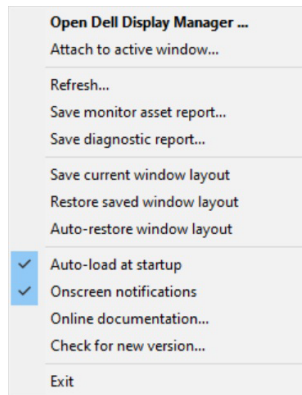 Open Dell Display Manager ...
Attach to active window...
Refresh...
Save monitor asset report...
Save diagnostic report...
Save current window layout
Restore saved window layout
Auto-restore window layout
Auto-load at startup
Onscreen notifications
Online documentation...
Check for new version...
Exit